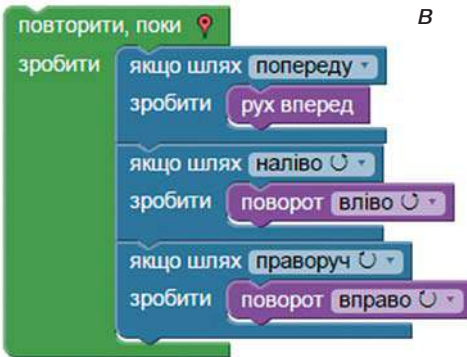 В
повторити, поки
зробити якщо шлях попереду
зробити рух вперед
якщо шлях наліво ↺
зробити поворот вліво ↺
якщо шлях праворуч ↻
зробити поворот вправо ↻